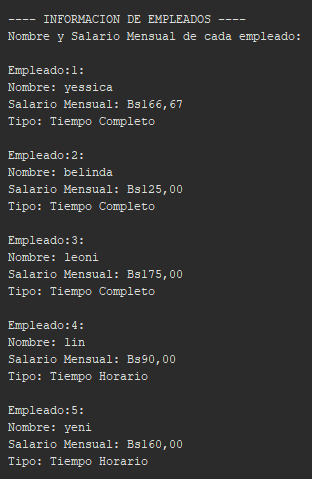 ---- INFORMACION DE EMPLEADOS ----
Nombre y Salario Mensual de cada empleado:
Empleado:1:
Nombre: yessica
Salario Mensual: Bs166,67
Tipo: Tiempo Completo
Empleado:2:
Nombre: belinda
Salario Mensual: Bs125,00
Tipo: Tiempo Completo
Empleado:3:
Nombre: leoni
Salario Mensual: Bs175,00
Tipo: Tiempo Completo
Empleado:4:
Nombre: lin
Salario Mensual: Bs90,00
Tipo: Tiempo Horario
Empleado:5:
Nombre: yeni
Salario Mensual: Bs160,00
Tipo: Tiempo Horario